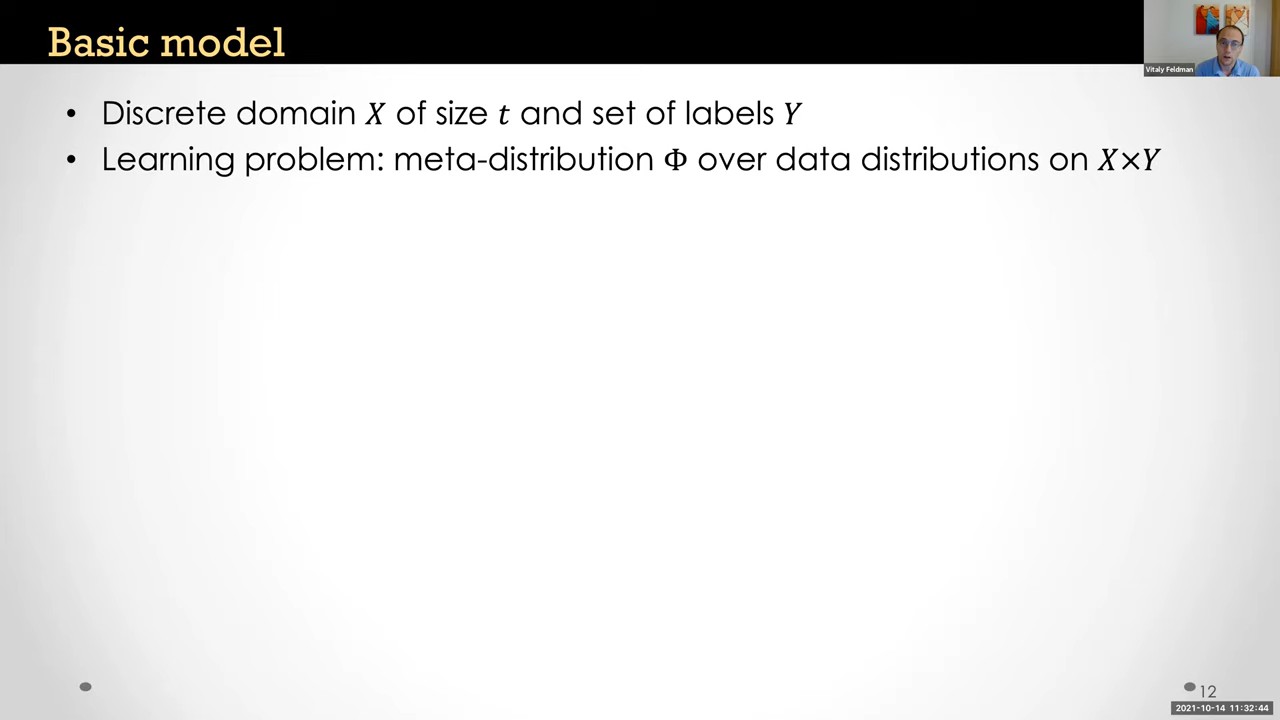 Basic model
Vitaly Feldman
• Discrete domain X of size t and set of labels Y
• Learning problem: meta-distribution Φ over data distributions on X×Y
12
2021-10-14 11:32:44